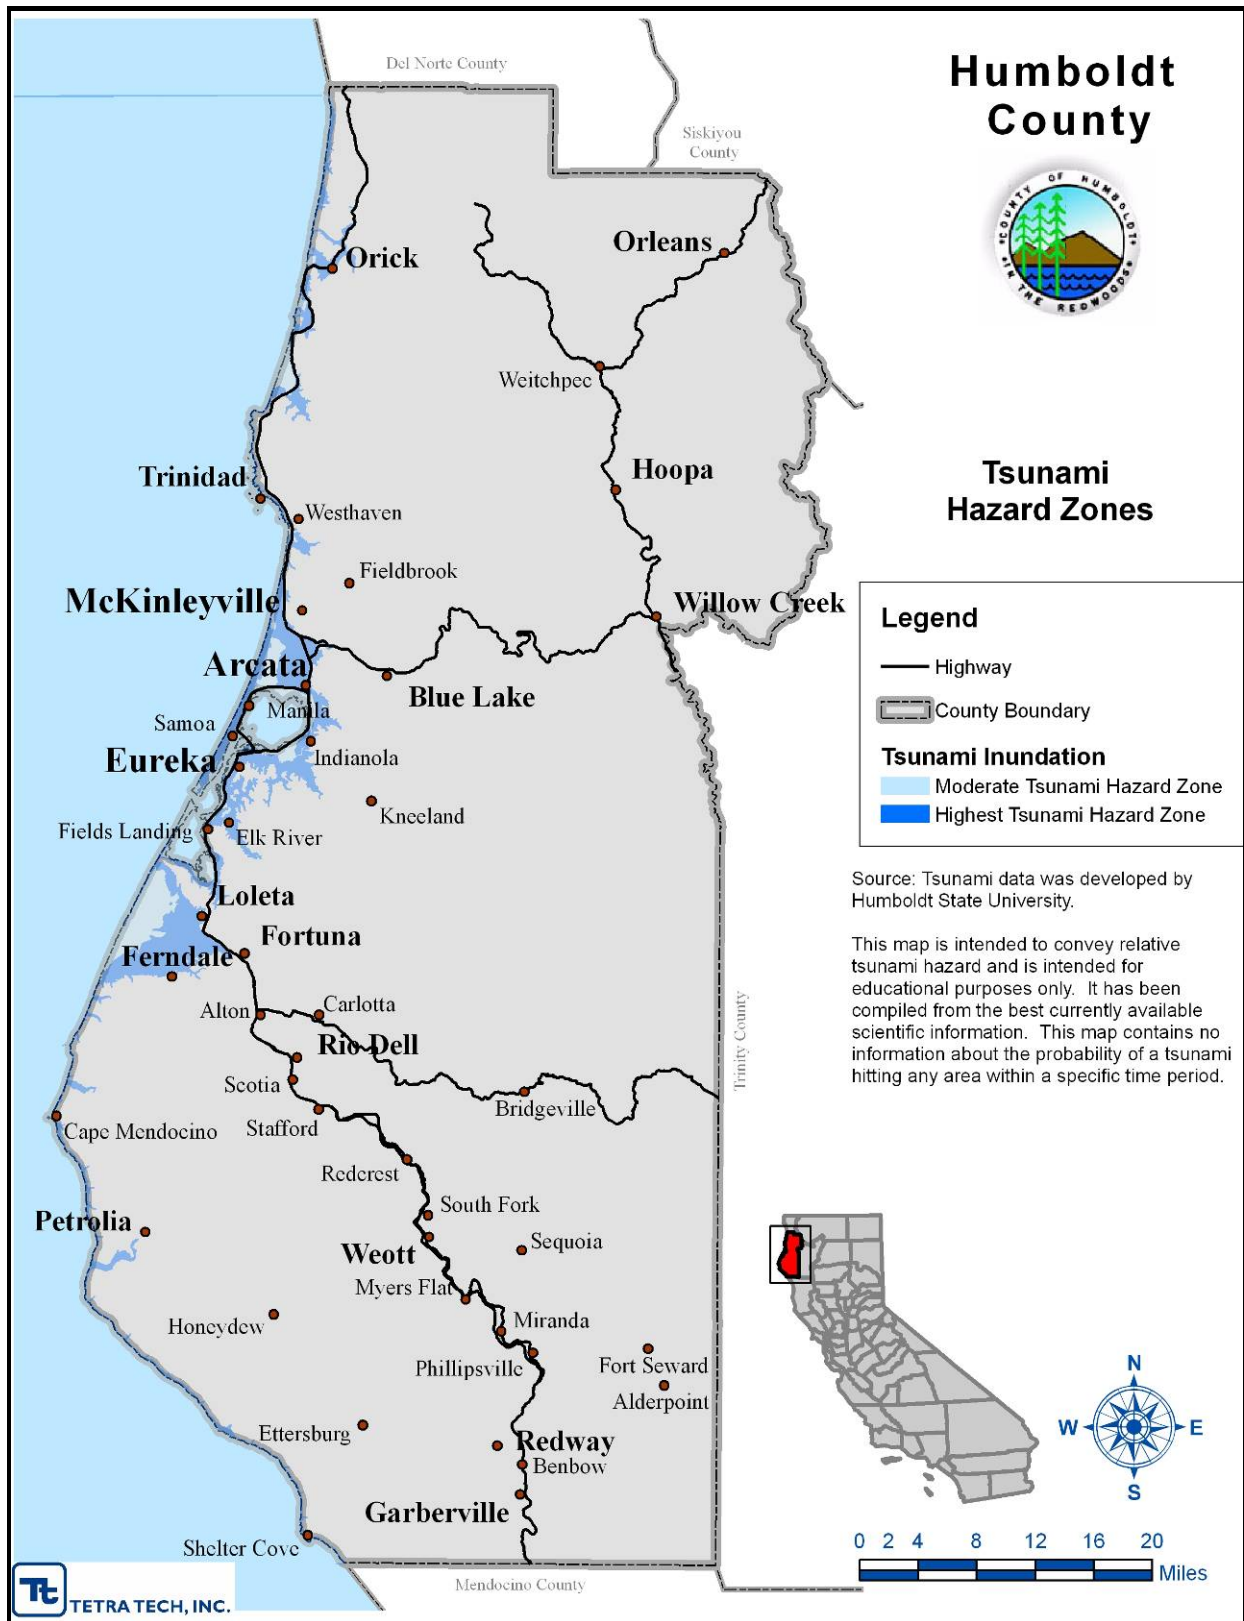 Humboldt
County
COUNTY OF HUMBOLDT
IN THE REDWOODS
Del Norte County
Siskiyou
County
Orick
Orleans
Weitchpec
Trinidad
Hoopa
Westhaven
Fieldbrook
McKinleyville
Willow Creek
Arcata
Blue Lake
Manila
Samoa
Eureka
Indianola
Kneeland
Fields Landing
Elk River
Loleta
Fortuna
Ferndale
Alton
Carlotta
Rio Dell
Scotia
Bridgeville
Stafford
Cape Mendocino
Redcrest
South Fork
Petrolia
Weott
Sequoia
Myers Flat
Honeydew
Miranda
Phillipsville
Fort Seward
Alderpoint
Ettersburg
Redway
Benbow
Garberville
Shelter Cove
Mendocino County
Trinity County
Tsunami
Hazard Zones
Legend
Highway
County Boundary
Tsunami Inundation
Moderate Tsunami Hazard Zone
Highest Tsunami Hazard Zone
Source: Tsunami data was developed by
Humboldt State University.
This map is intended to convey relative
tsunami hazard and is intended for
educational purposes only. It has been
compiled from the best currently available
scientific information. This map contains no
information about the probability of a tsunami
hitting any area within a specific time period.
N
W
E
S
0 2 4 8 12 16 20
Miles
Tt
TETRA TECH, INC.